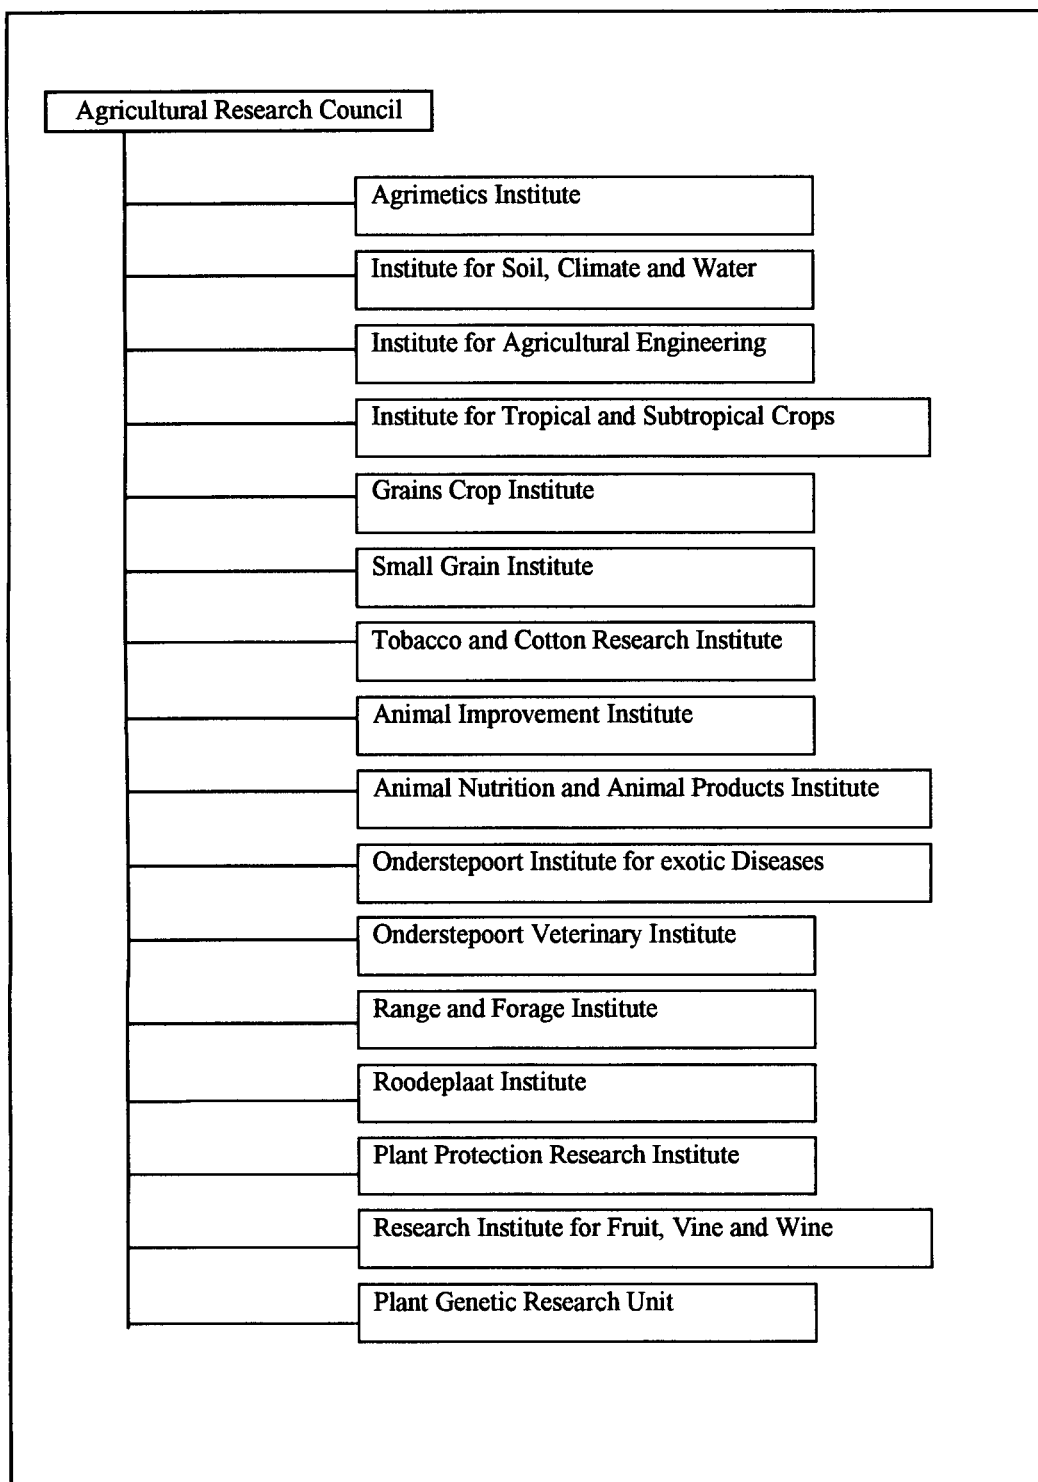 Agricultural Research Council
Agrimetics Institute
Institute for Soil, Climate and Water
Institute for Agricultural Engineering
Institute for Tropical and Subtropical Crops
Grains Crop Institute
Small Grain Institute
Tobacco and Cotton Research Institute
Animal Improvement Institute
Animal Nutrition and Animal Products Institute
Onderstepoort Institute for exotic Diseases
Onderstepoort Veterinary Institute
Range and Forage Institute
Roodeplaat Institute
Plant Protection Research Institute
Research Institute for Fruit, Vine and Wine
Plant Genetic Research Unit